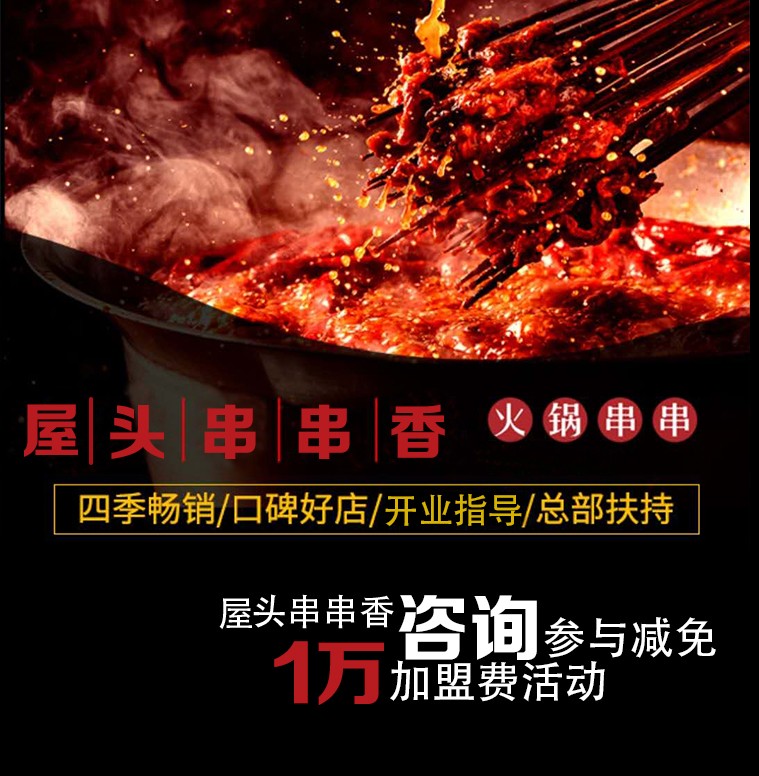 屋头串串香 火锅串串
四季畅销/口碑好店/开业指导/总部扶持
屋头串串香咨询参与减免
1万加盟费活动